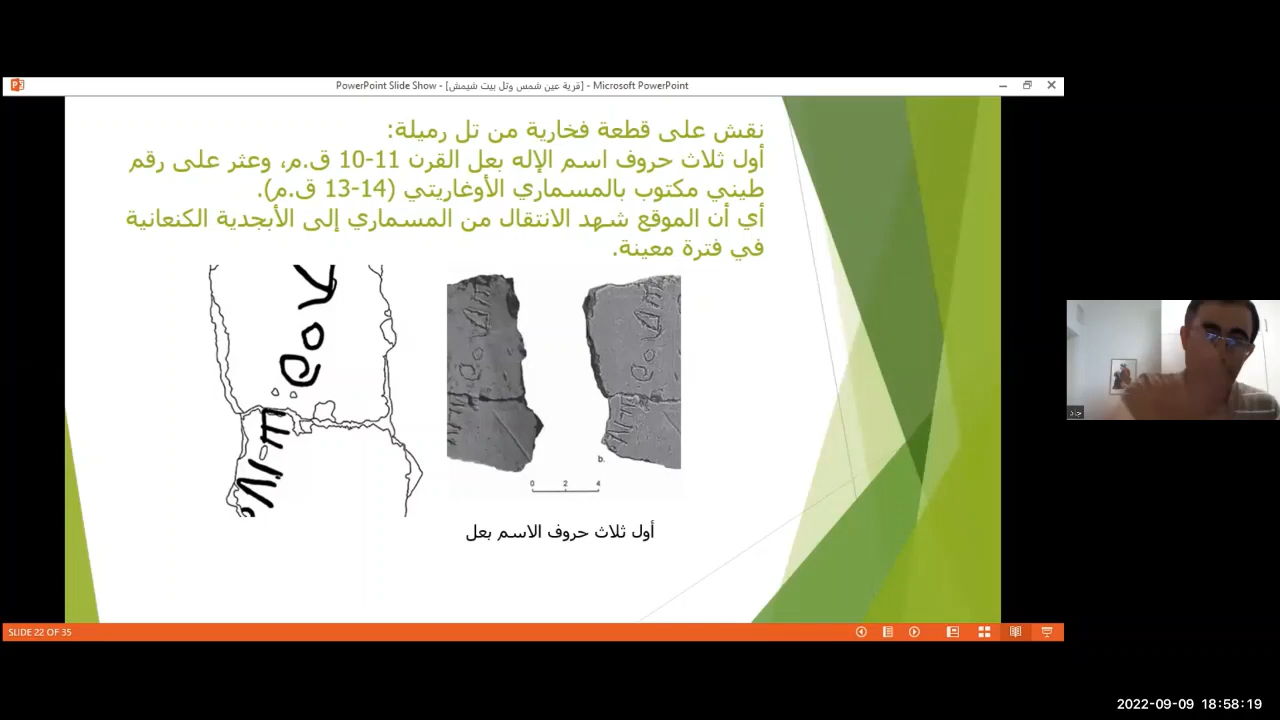 PowerPoint Slide Show - [قرية عين شمس وتل بيت شيمش] - Microsoft PowerPoint
نقش على قطعة فخارية من تل رميلة:
أول ثلاث حروف اسم الإله بعل القرن 11-10 ق.م، وعثر على رقم
طيني مكتوب بالمسماري الأوغاريتي (14-13 ق.م).
أي أن الموقع شهد الانتقال من المسماري إلى الأبجدية الكنعانية
في فترة معينة.
b.
0 2 4
أول ثلاث حروف الاسم بعل
SLIDE 22 OF 35
2022-09-09 18:58:19